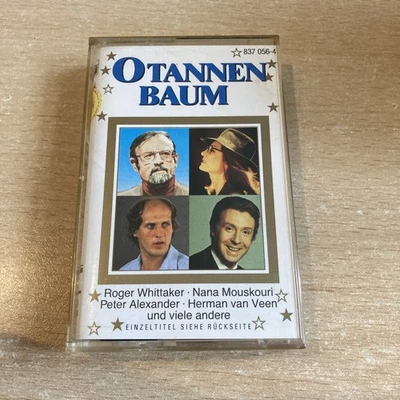 837 056-4
O TANNEN
BAUM
Roger Whittaker · Nana Mouskouri
Peter Alexander · Herman van Veen
und viele andere
EINZELTITEL SIEHE RÜCKSEITE